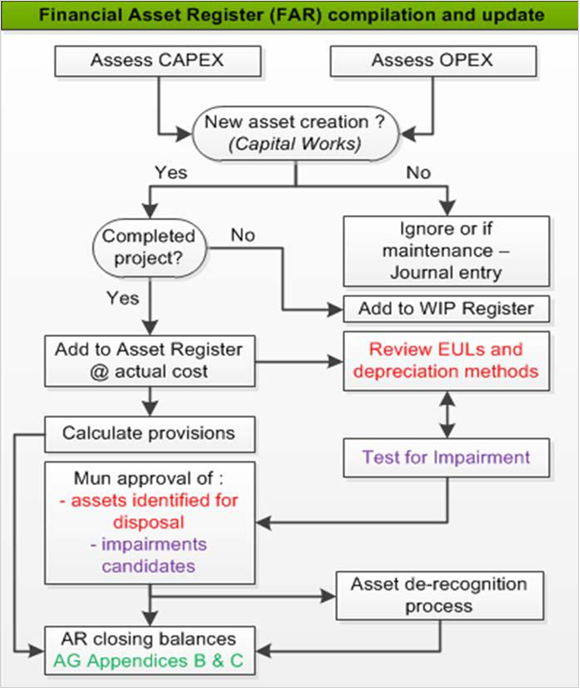 Financial Asset Register (FAR) compilation and update
Assess CAPEX
Assess OPEX
New asset creation ?
(Capital Works)
Yes
No
Completed
project?
No
Ignore or if
maintenance –
Journal entry
Yes
Add to WIP Register
Add to Asset Register
@ actual cost
Review EULs and
depreciation methods
Calculate provisions
Test for Impairment
Mun approval of :
- assets identified for
disposal
- impairments
candidates
Asset de-recognition
process
AR closing balances
AG Appendices B & C